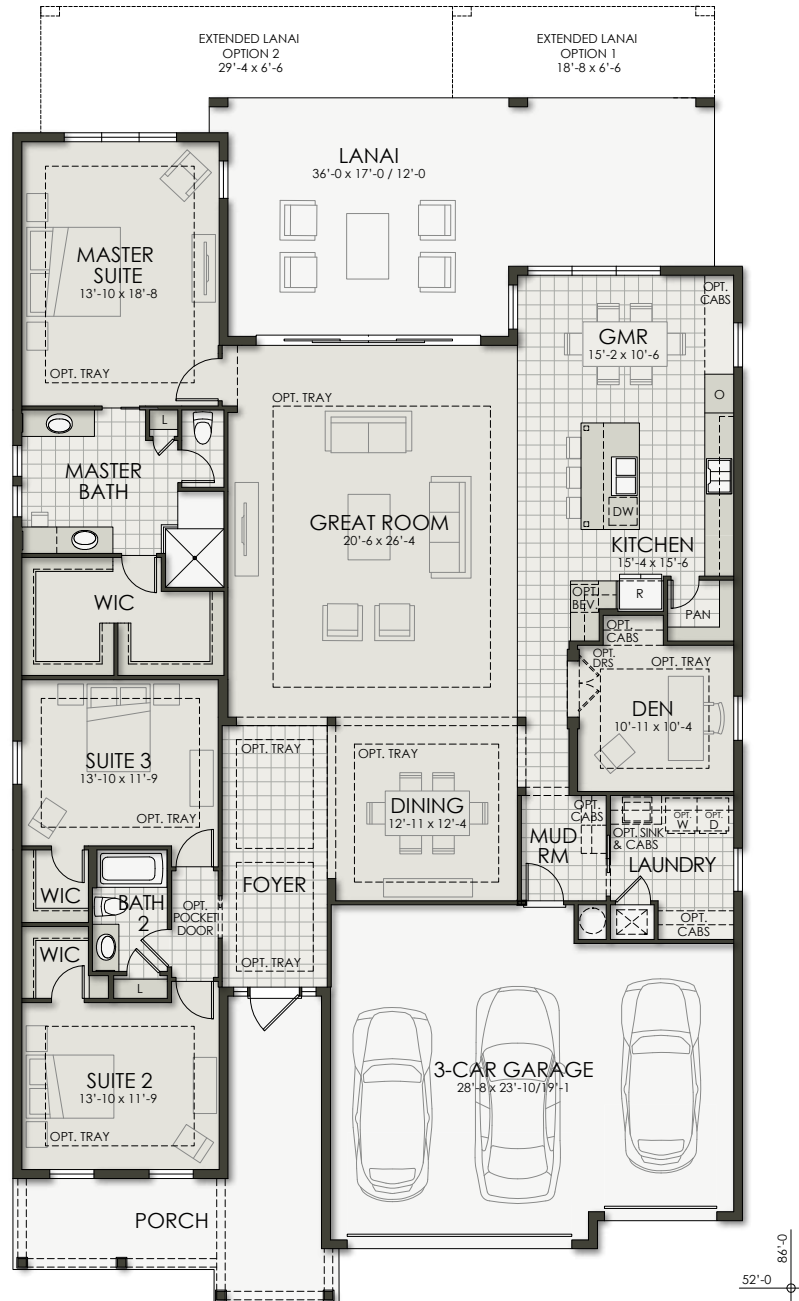 EXTENDED LANAI
OPTION 2
29'-4 x 6'-6
EXTENDED LANAI
OPTION 1
18'-8 x 6'-6
LANAI
36'-0 x 17'-0 / 12'-0
MASTER
SUITE
13'-10 x 18'-8
OPT. TRAY
OPT.
CABS
GMR
15'-2 x 10'-6
OPT. TRAY
L
MASTER
BATH
GREAT ROOM
20'-6 x 26'-4
DW
KITCHEN
15'-4 x 15'-6
WIC
OPT.
BEV.
R
PAN
OPT.
CABS
OPT.
DRS
OPT. TRAY
DEN
10'-11 x 10'-4
SUITE 3
13'-10 x 11'-9
OPT. TRAY
OPT. TRAY
OPT. TRAY
DINING
12'-11 x 12'-4
OPT.
CABS
MUD
RM
OPT.
W
OPT.
D
OPT. SINK
& CABS
LAUNDRY
OPT.
CABS
WIC
BATH
2
OPT.
POCKET
DOOR
FOYER
OPT. TRAY
WIC
L
SUITE 2
13'-10 x 11'-9
OPT. TRAY
3-CAR GARAGE
28'-8 x 23'-10/19'-1
PORCH
52'-0
86'-0